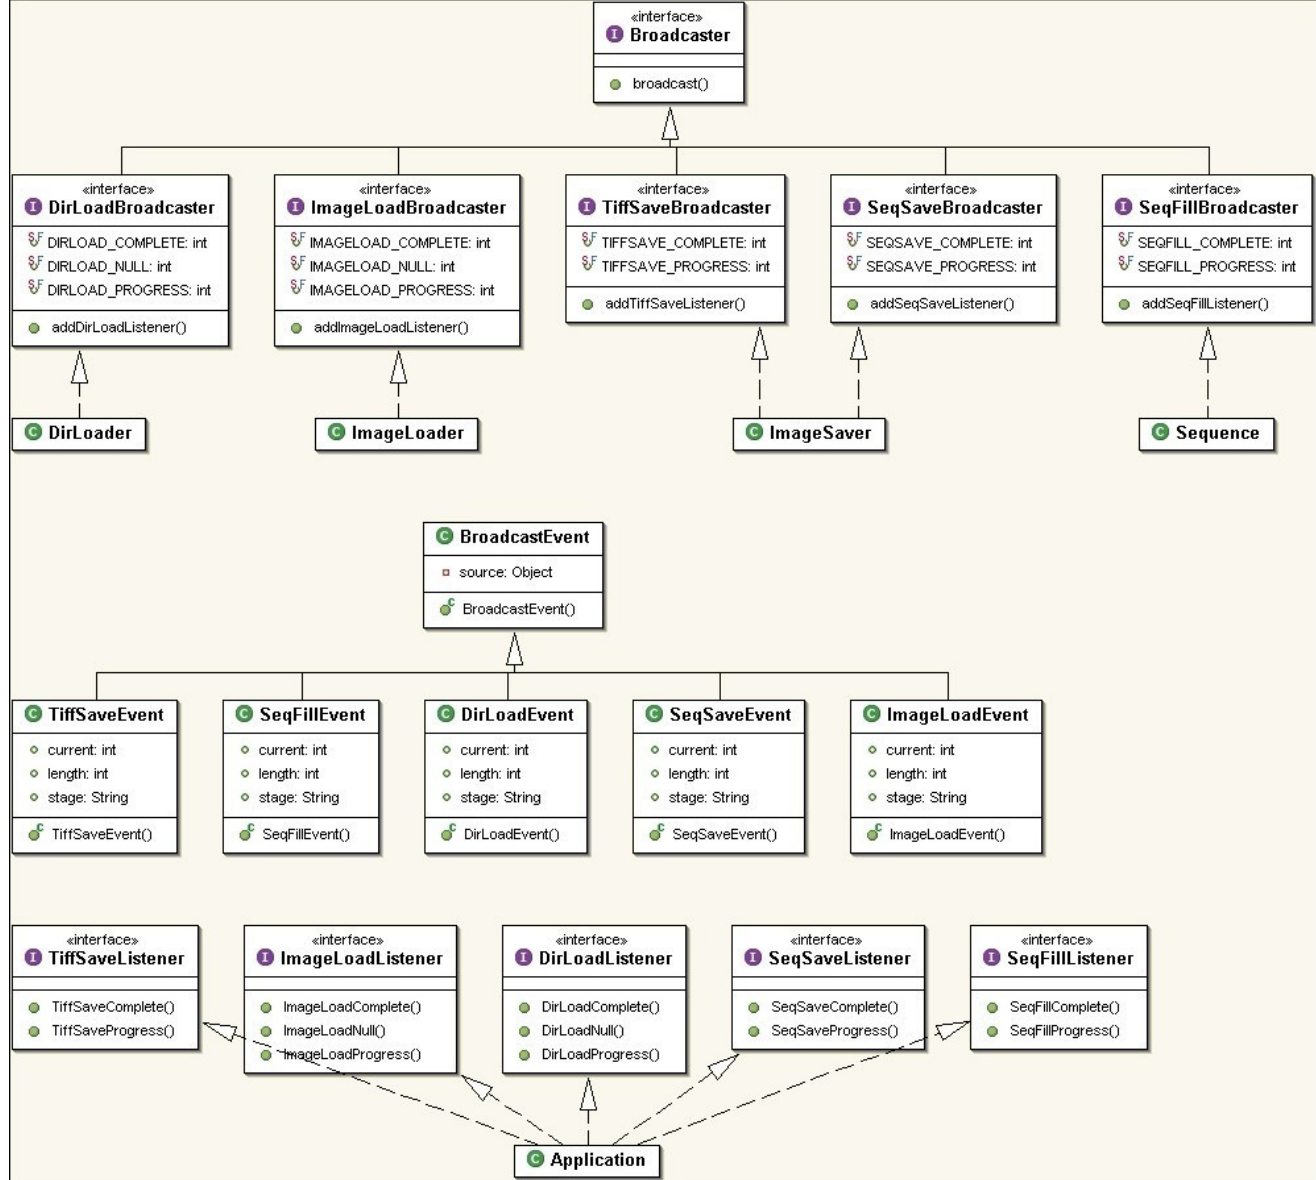 «interface»
Broadcaster
broadcast()
«interface»
DirLoadBroadcaster
DIRLOAD_COMPLETE: int
DIRLOAD_NULL: int
DIRLOAD_PROGRESS: int
addDirLoadListener()
«interface»
ImageLoadBroadcaster
IMAGELOAD_COMPLETE: int
IMAGELOAD_NULL: int
IMAGELOAD_PROGRESS: int
addImageLoadListener()
«interface»
TiffSaveBroadcaster
TIFFSAVE_COMPLETE: int
TIFFSAVE_PROGRESS: int
addTiffSaveListener()
«interface»
SeqSaveBroadcaster
SEQSAVE_COMPLETE: int
SEQSAVE_PROGRESS: int
addSeqSaveListener()
«interface»
SeqFillBroadcaster
SEQFILL_COMPLETE: int
SEQFILL_PROGRESS: int
addSeqFillListener()
DirLoader
ImageLoader
ImageSaver
Sequence
BroadcastEvent
source: Object
BroadcastEvent()
TiffSaveEvent
current: int
length: int
stage: String
TiffSaveEvent()
SeqFillEvent
current: int
length: int
stage: String
SeqFillEvent()
DirLoadEvent
current: int
length: int
stage: String
DirLoadEvent()
SeqSaveEvent
current: int
length: int
stage: String
SeqSaveEvent()
ImageLoadEvent
current: int
length: int
stage: String
ImageLoadEvent()
«interface»
TiffSaveListener
TiffSaveComplete()
TiffSaveProgress()
«interface»
ImageLoadListener
ImageLoadComplete()
ImageLoadNull()
ImageLoadProgress()
«interface»
DirLoadListener
DirLoadComplete()
DirLoadNull()
DirLoadProgress()
«interface»
SeqSaveListener
SeqSaveComplete()
SeqSaveProgress()
«interface»
SeqFillListener
SeqFillComplete()
SeqFillProgress()
Application